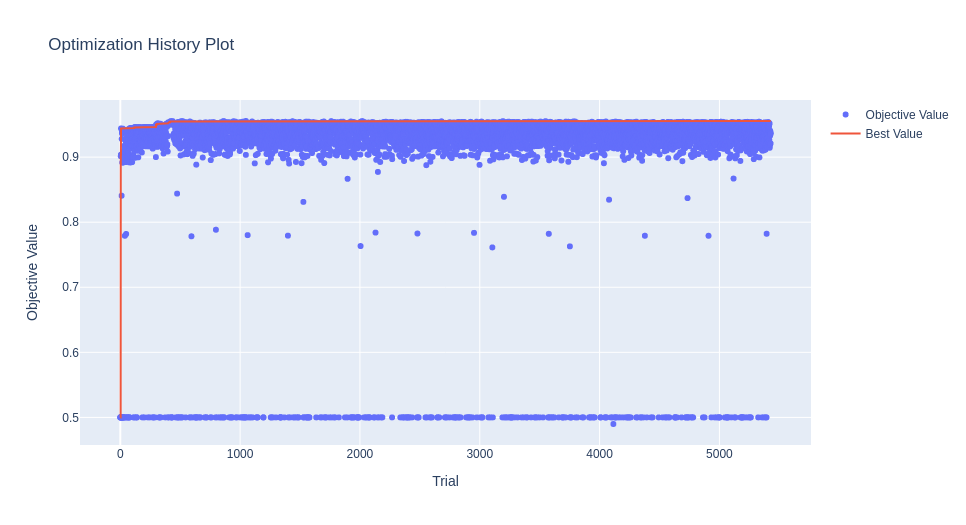 Optimization History Plot
Objective Value
Best Value
0.9
0.8
0.7
0.6
0.5
Objective Value
0
1000
2000
3000
4000
5000
Trial